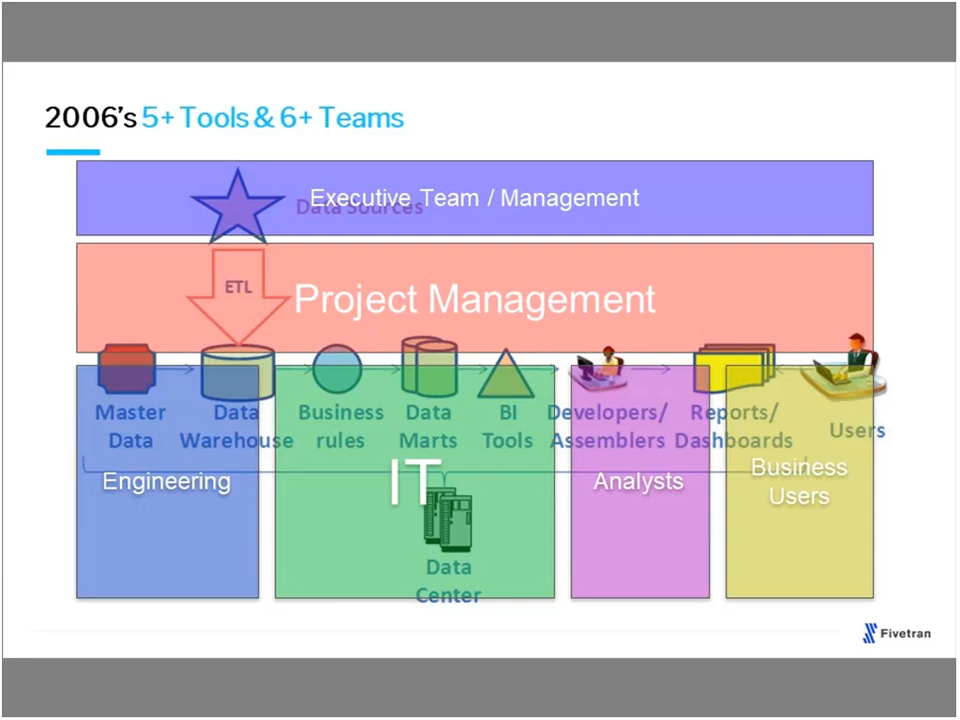 2006's 5+ Tools & 6+ Teams
Executive Team / Management
Data Sources
ETL
Project Management
Master
Data
Data
Warehouse
Business
rules
Data
Marts
BI
Tools
Developers/
Assemblers
Reports/
Dashboards
Users
Engineering
IT
Analysts
Business
Users
Data
Center
Fivetran